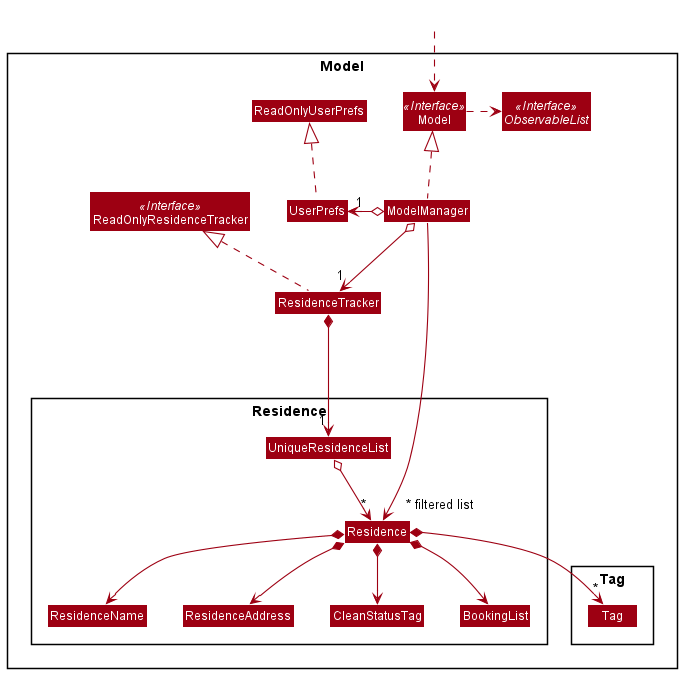 Model
ReadOnlyUserPrefs
«Interface»
Model
«Interface»
ObservableList
«Interface»
ReadOnlyResidenceTracker
UserPrefs
1
ModelManager
1
ResidenceTracker
Residence
1
UniqueResidenceList
*
* filtered list
Residence
Tag
*
ResidenceName
ResidenceAddress
CleanStatusTag
BookingList
Tag